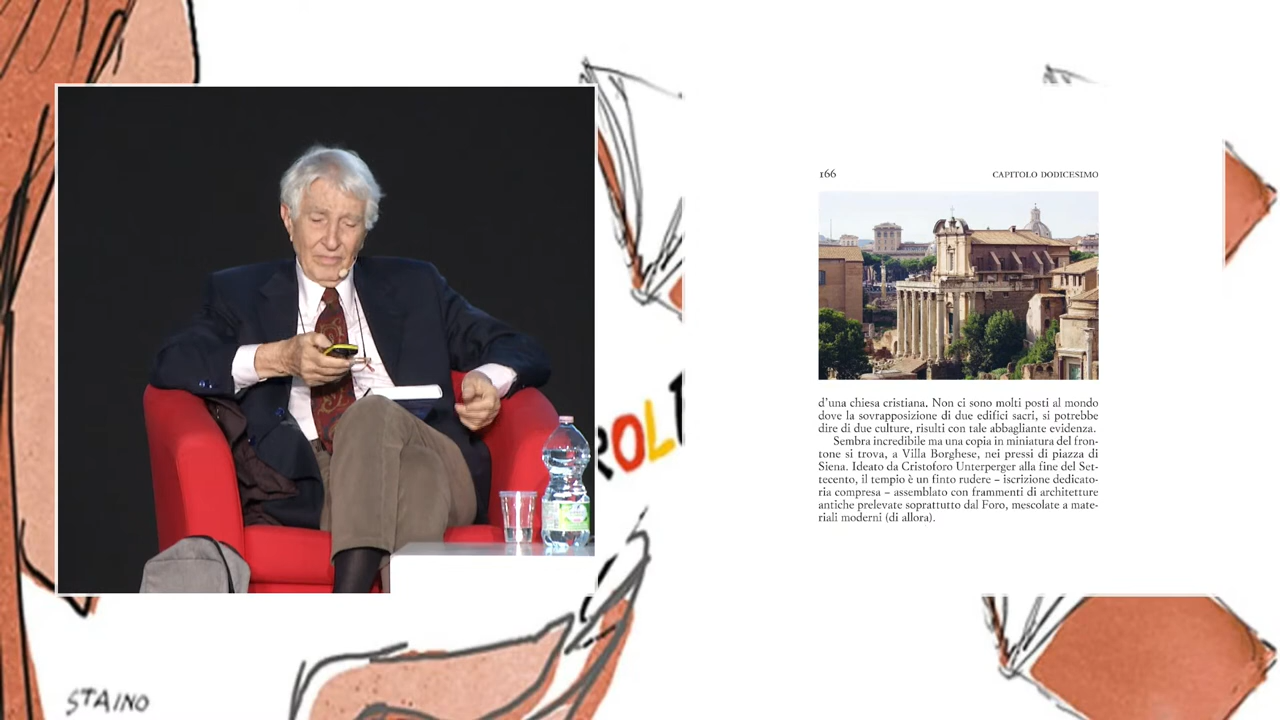 ROL
166 CAPITOLO DODICESIMO
d'una chiesa cristiana. Non ci sono molti posti al mondo
dove la sovrapposizione di due edifici sacri, si potrebbe
dire di due culture, risulti con tale abbagliante evidenza.
Sembra incredibile ma una copia in miniatura del fron-
tone si trova, a Villa Borghese, nei pressi di piazza di
Siena. Ideato da Cristoforo Unterperger alla fine del Set-
tecento, il tempio è un finto rudere – iscrizione dedicato-
ria compresa – assemblato con frammenti di architetture
antiche prelevate soprattutto dal Foro, mescolate a mate-
riali moderni (di allora).
STAINO